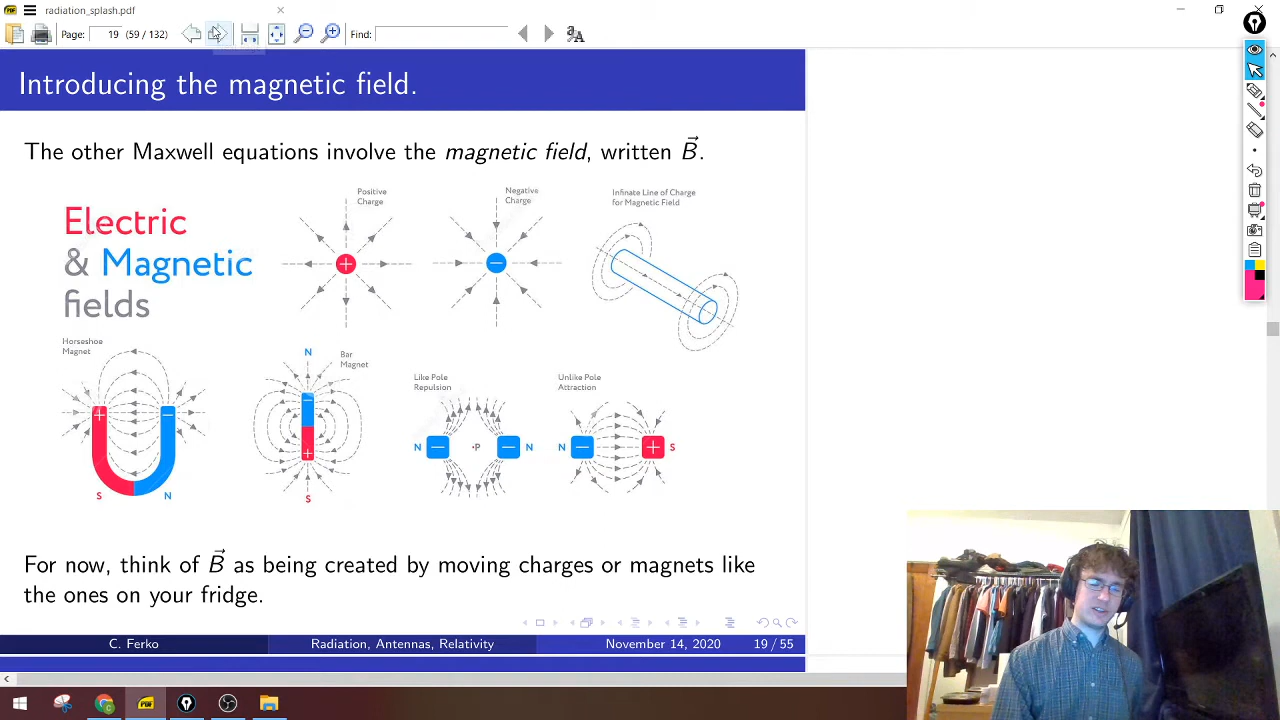 radiation_splash.pdf
Page: 19 (59 / 132) Find:
Introducing the magnetic field.
The other Maxwell equations involve the magnetic field, written B⃗.
Electric
& Magnetic
fields
Positive
Charge
+
Negative
Charge
−
Infinate Line of Charge
for Magnetic Field
Horseshoe
Magnet
+ −
S N
N
Bar
Magnet
−
+
S
Like Pole
Repulsion
N − ·P − N
Unlike Pole
Attraction
N − + S
For now, think of B⃗ as being created by moving charges or magnets like
the ones on your fridge.
C. Ferko Radiation, Antennas, Relativity November 14, 2020 19 / 55